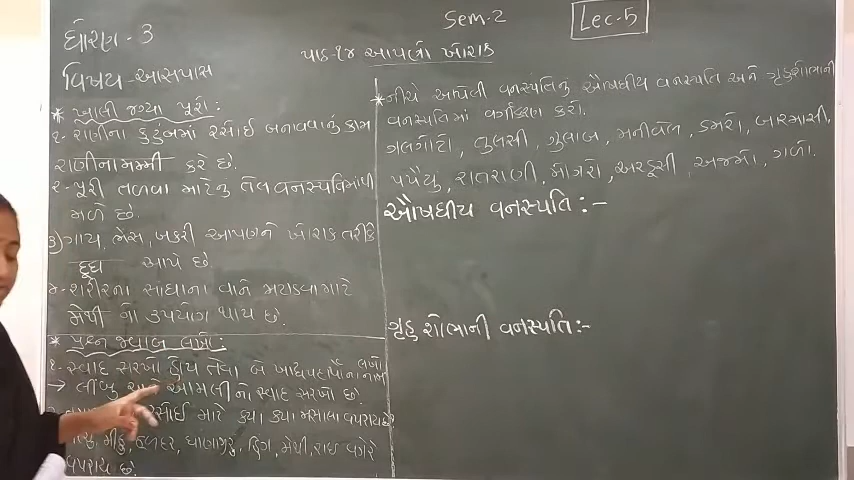 Sem-2
Lec-5
ધોરણ - 3
પાઠ-૧૪ આપણો ખોરાક
વિષય-આસપાસ
* ખાલી જગ્યા પૂરો :
૧- રાણીના કુટુંબમાં રસોઈ બનાવવાનું કામ
રાણીના મમ્મી કરે છે.
૨- પૂરી તળવા માટેનું તેલ વનસ્પતિમાંથી
મળે છે.
૩) ગાય, ભેંસ, બકરી આપણને ખોરાક તરીકે
દૂધ આપે છે.
૪- શરીરના સાંધાના વાને મટાડવા માટે
મેથી નો ઉપયોગ થાય છે.
* પ્રશ્ન જવાબ લખો :
૧- સ્વાદ સરખો હોય તેવા બે ખાદ્યપદાર્થોના નામ લખો
→ લીંબુ અને આમલી નો સ્વાદ સરખો છે.
રસોઈ માટે કયા કયા મસાલા વપરાય છે?
મીઠું, હળદર, ધાણાજીરું, હિંગ, મેથી, રાઈ વગેરે
વપરાય છે.
* નીચે આપેલી વનસ્પતિનું ઔષધીય વનસ્પતિ અને ગૃહશોભાની
વનસ્પતિમાં વર્ગીકરણ કરો.
ગલગોટો, તુલસી, ગુલાબ, મનીવેલ, ડમરો, બારમાસી,
પપૈયું, રાતરાણી, મોગરો, અરડૂસી, અજમો, ગળો.
ઔષધીય વનસ્પતિ :-
ગૃહ શોભાની વનસ્પતિ :-